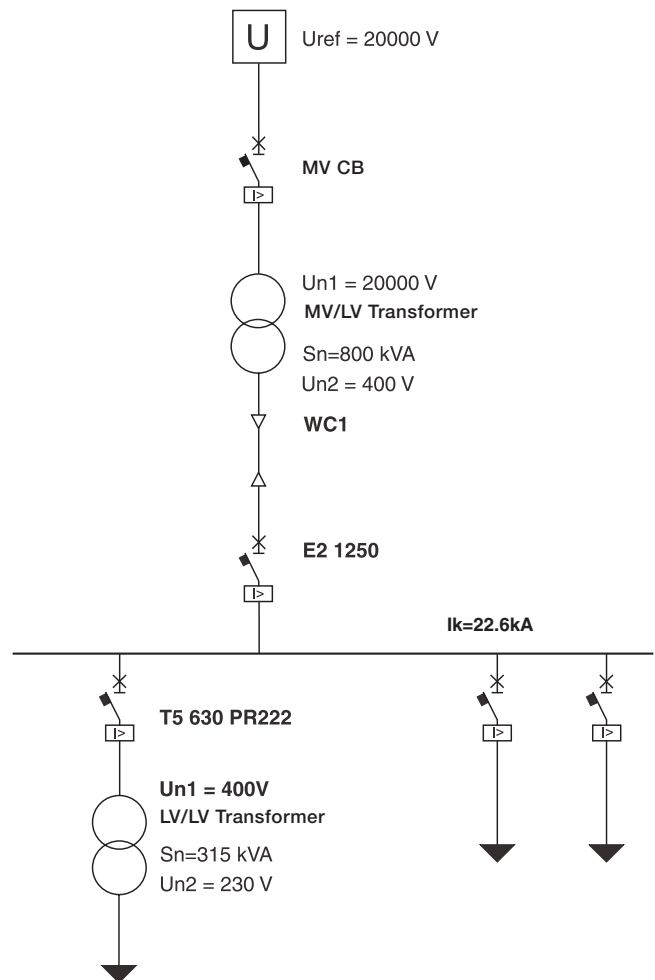 U
Uref = 20000 V
MV CB
I>
Un1 = 20000 V
MV/LV Transformer
Sn=800 kVA
Un2 = 400 V
WC1
E2 1250
I>
Ik=22.6kA
T5 630 PR222
I>
I>
I>
Un1 = 400V
LV/LV Transformer
Sn=315 kVA
Un2 = 230 V